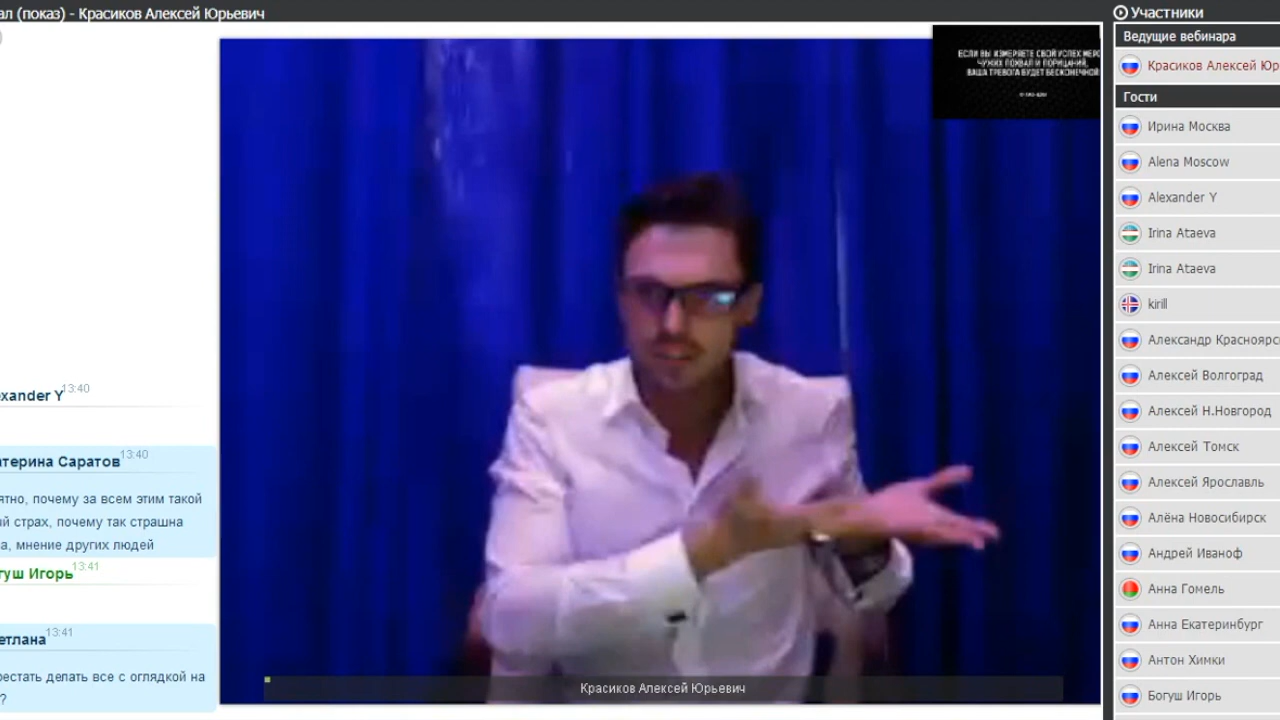 ал (показ) - Красиков Алексей Юрьевич
ЕСЛИ ВЫ ИЗМЕРЯЕТЕ СВОЙ УСПЕХ МЕРО
ЧУЖИХ ПОХВАЛ И ПОРИЦАНИЙ,
ВАША ТРЕВОГА БУДЕТ БЕСКОНЕЧНОЙ
exander Y 13:40
атерина Саратов 13:40
ятно, почему за всем этим такой
ый страх, почему так страшна
а, мнение других людей
гуш Игорь 13:41
етлана 13:41
рестать делать все с оглядкой на
?
Красиков Алексей Юрьевич
Участники
Ведущие вебинара
Красиков Алексей Юр
Гости
Ирина Москва
Alena Moscow
Alexander Y
Irina Ataeva
Irina Ataeva
kirill
Александр Красноярс
Алексей Волгоград
Алексей Н.Новгород
Алексей Томск
Алексей Ярославль
Алёна Новосибирск
Андрей Иваноф
Анна Гомель
Анна Екатеринбург
Антон Химки
Богуш Игорь